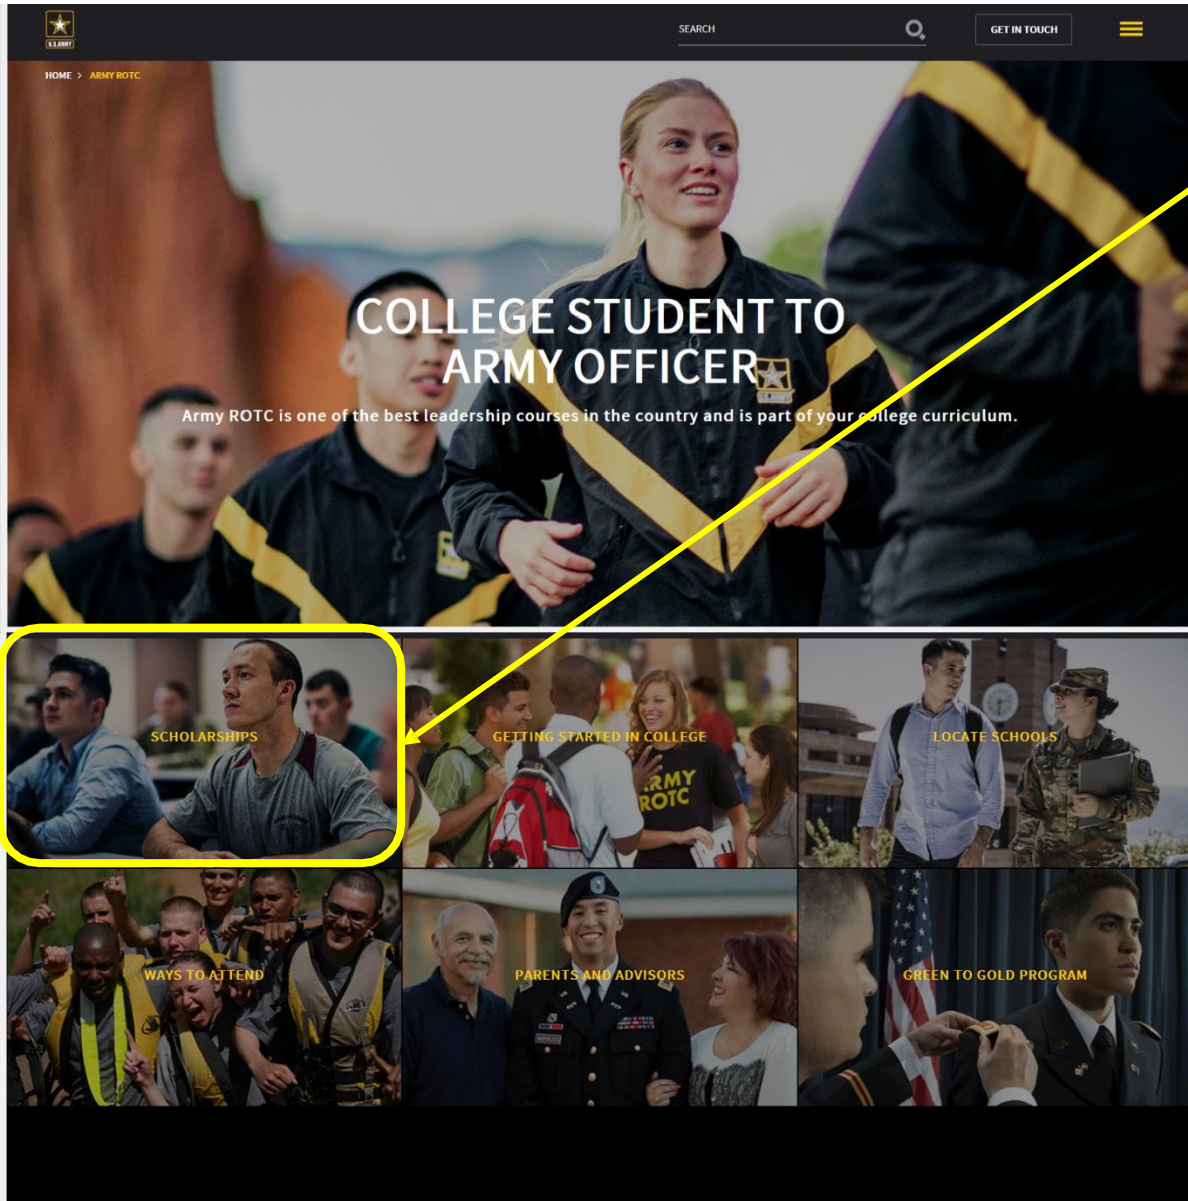 U.S.ARMY
SEARCH
GET IN TOUCH
HOME > ARMY ROTC
COLLEGE STUDENT TO
ARMY OFFICER
U.S.ARMY
Army ROTC is one of the best leadership courses in the country and is part of your college curriculum.
SCHOLARSHIPS
GETTING STARTED IN COLLEGE
LOCATE SCHOOLS
ARMY
ROTC
WAYS TO ATTEND
PARENTS AND ADVISORS
GREEN TO GOLD PROGRAM
MORALES